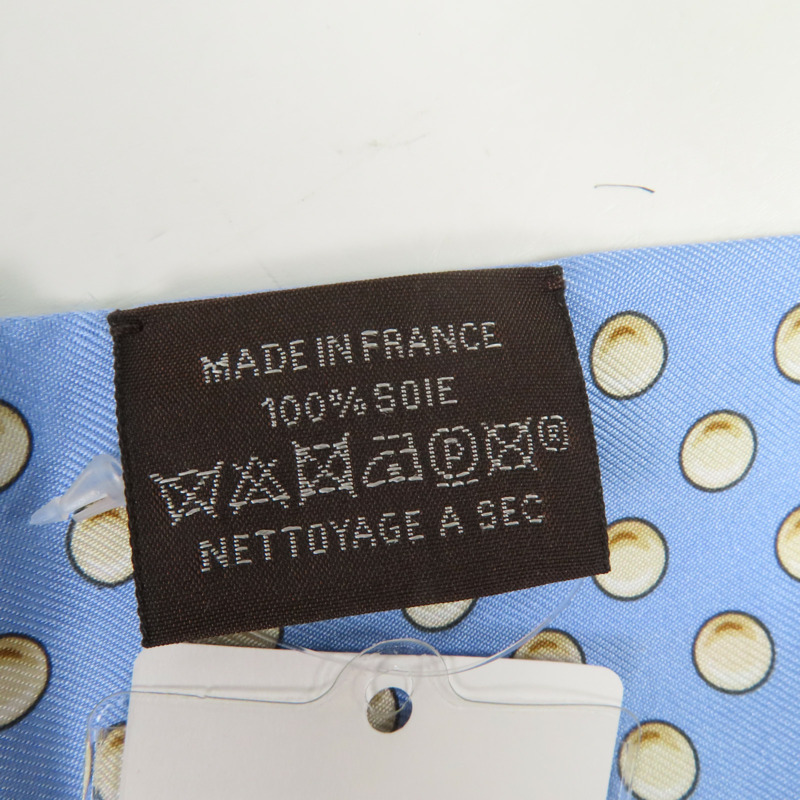 MADE IN FRANCE
100% SOIE
P ®
NETTOYAGE A SEC